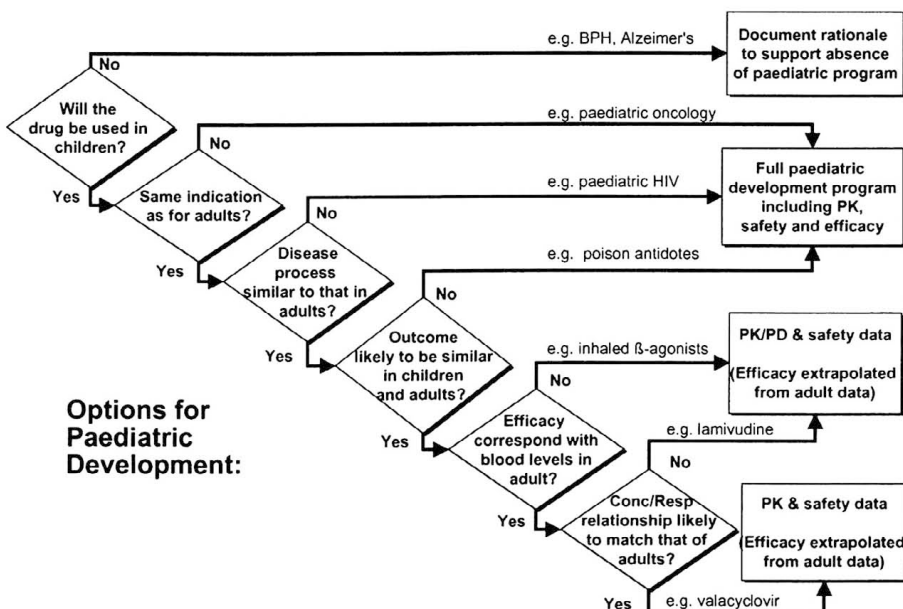 e.g. BPH, Alzeimer's
Document rationale
to support absence
of paediatric program
No
Will the
drug be used in
children?
Yes
e.g. paediatric oncology
No
Same indication
as for adults?
Yes
e.g. paediatric HIV
Full paediatric
development program
including PK,
safety and efficacy
No
Disease
process
similar to that in
adults?
Yes
e.g. poison antidotes
No
Outcome
likely to be similar
in children
and adults?
Yes
e.g. inhaled ß-agonists
PK/PD & safety data
(Efficacy extrapolated
from adult data)
No
Efficacy
correspond with
blood levels in
adult?
Yes
e.g. lamivudine
No
Conc/Resp
relationship likely
to match that of
adults?
Yes
e.g. valacyclovir
PK & safety data
(Efficacy extrapolated
from adult data)
Options for
Paediatric
Development: